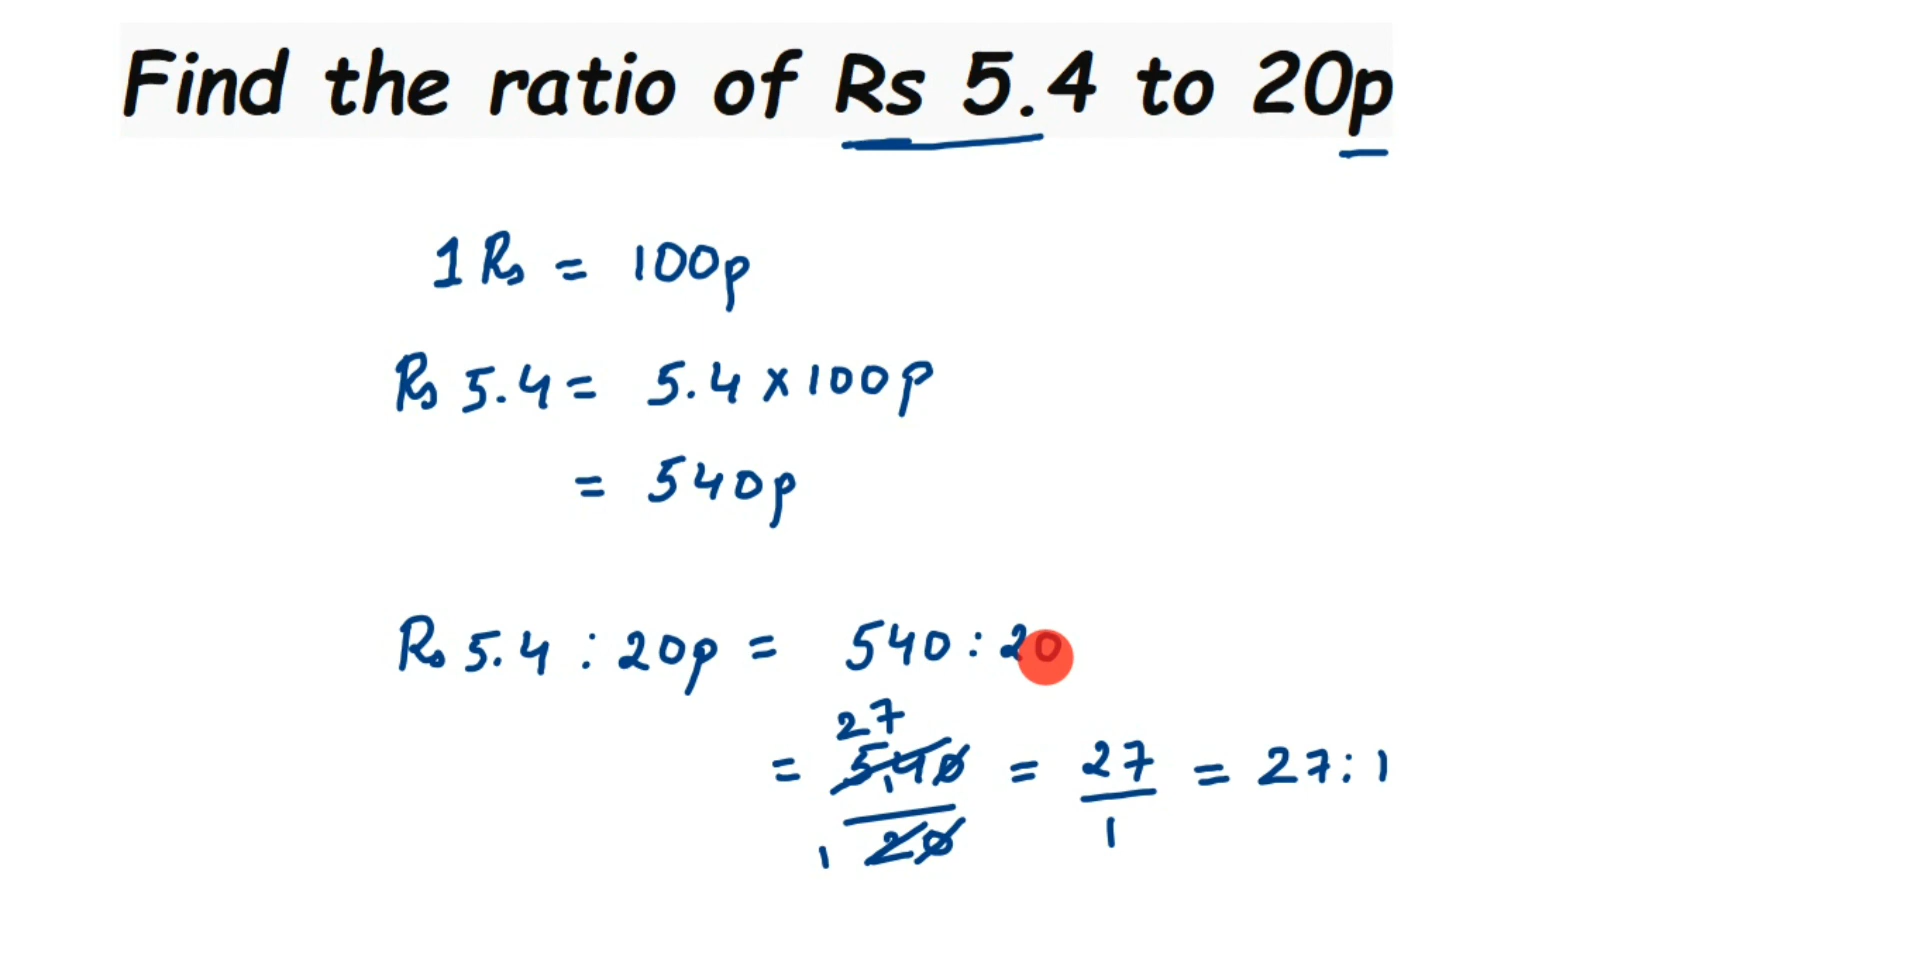 Find the ratio of Rs 5.4 to 20p
1 Rs = 100p
Rs 5.4 = 5.4 x 100p
= 540p
Rs 5.4 : 20p = 540 : 20
27
= 540 = 27 = 27 : 1
1 20 1